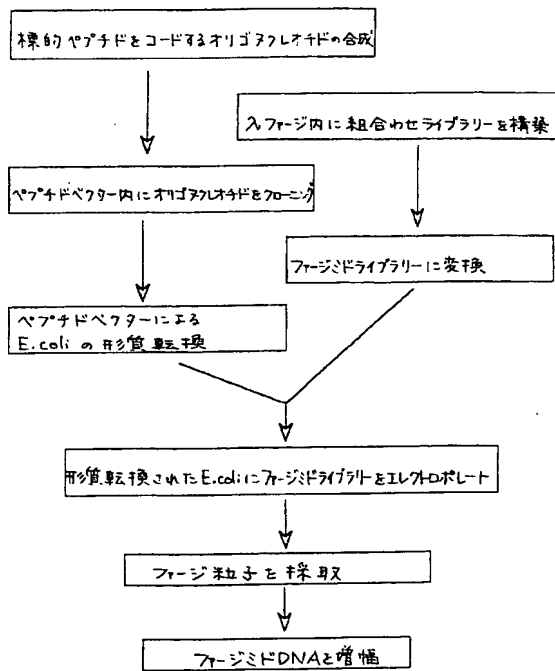 標的ペプチドをコードするオリゴヌクレオチドの合成
λファージ内に組合わせライブラリーを構築
ペプチドベクター内にオリゴヌクレオチドをクローニング
ファージミドライブラリーに変換
ペプチドベクターによる
E.coliの形質転換
形質転換されたE.coliにファージミドライブラリーをエレクトロポレート
ファージ粒子を採取
ファージミドDNAを増幅